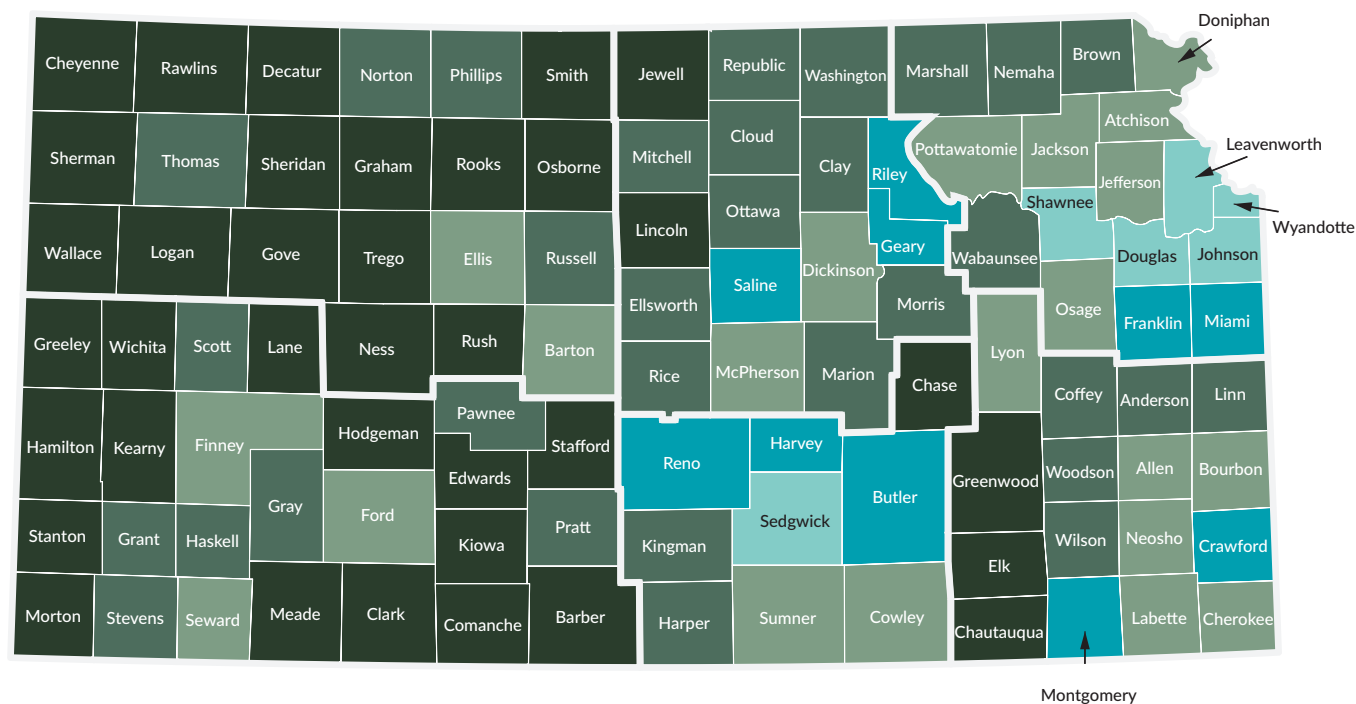 Cheyenne
Rawlins
Decatur
Norton
Phillips
Smith
Jewell
Republic
Washington
Marshall
Nemaha
Brown
Doniphan
Sherman
Thomas
Sheridan
Graham
Rooks
Osborne
Mitchell
Cloud
Clay
Riley
Pottawatomie
Jackson
Atchison
Jefferson
Leavenworth
Wyandotte
Wallace
Logan
Gove
Trego
Ellis
Russell
Lincoln
Ottawa
Saline
Dickinson
Geary
Wabaunsee
Shawnee
Douglas
Johnson
Ellsworth
Morris
Osage
Franklin
Miami
Greeley
Wichita
Scott
Lane
Ness
Rush
Barton
Rice
McPherson
Marion
Chase
Lyon
Coffey
Anderson
Linn
Hamilton
Kearny
Finney
Hodgeman
Pawnee
Stafford
Edwards
Reno
Harvey
Butler
Greenwood
Woodson
Allen
Bourbon
Gray
Ford
Stanton
Grant
Haskell
Kiowa
Pratt
Kingman
Sedgwick
Elk
Wilson
Neosho
Crawford
Morton
Stevens
Seward
Meade
Clark
Comanche
Barber
Harper
Sumner
Cowley
Chautauqua
Labette
Cherokee
Montgomery